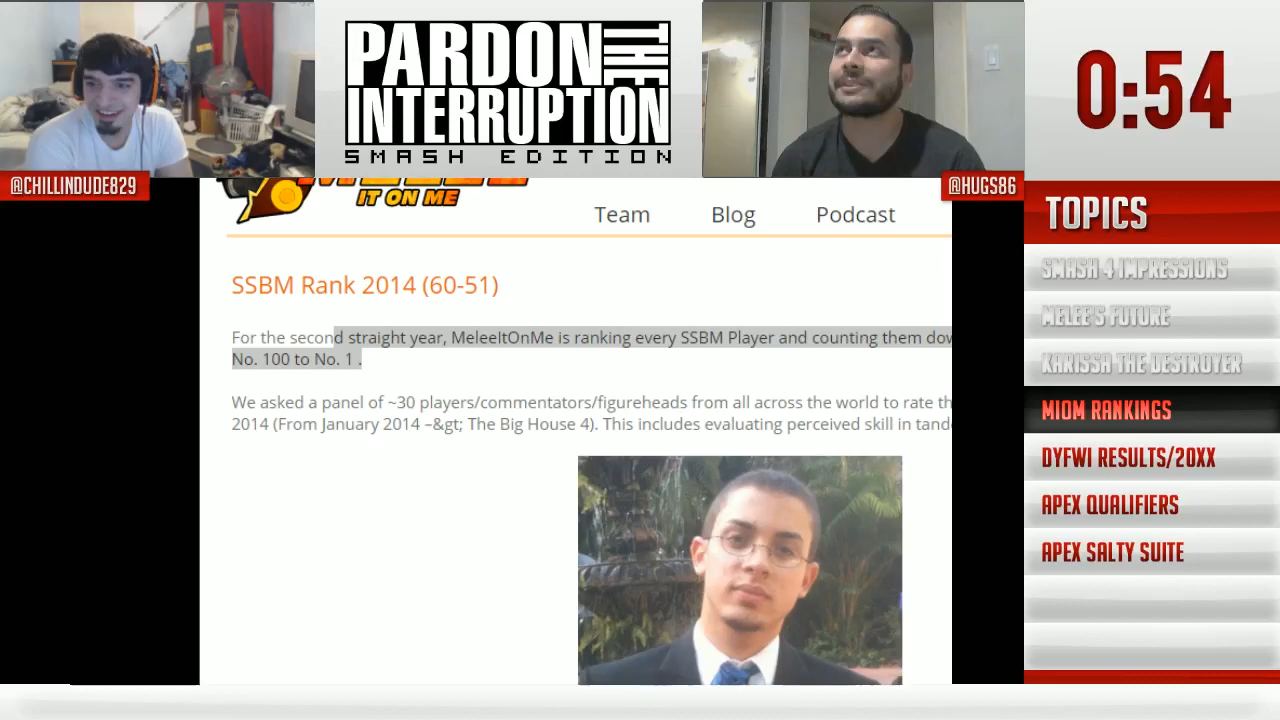 PARDON THE
INTERRUPTION
SMASH EDITION
0:54
@CHILLINDUDE829
@HUGS86
IT ON ME
Team Blog Podcast
SSBM Rank 2014 (60-51)
For the second straight year, MeleeItOnMe is ranking every SSBM Player and counting them dow
No. 100 to No. 1 .
We asked a panel of ~30 players/commentators/figureheads from all across the world to rate th
2014 (From January 2014 –&gt; The Big House 4). This includes evaluating perceived skill in tand
TOPICS
SMASH 4 IMPRESSIONS
MELEE'S FUTURE
KARISSA THE DESTROYER
MIOM RANKINGS
DYFWI RESULTS/20XX
APEX QUALIFIERS
APEX SALTY SUITE